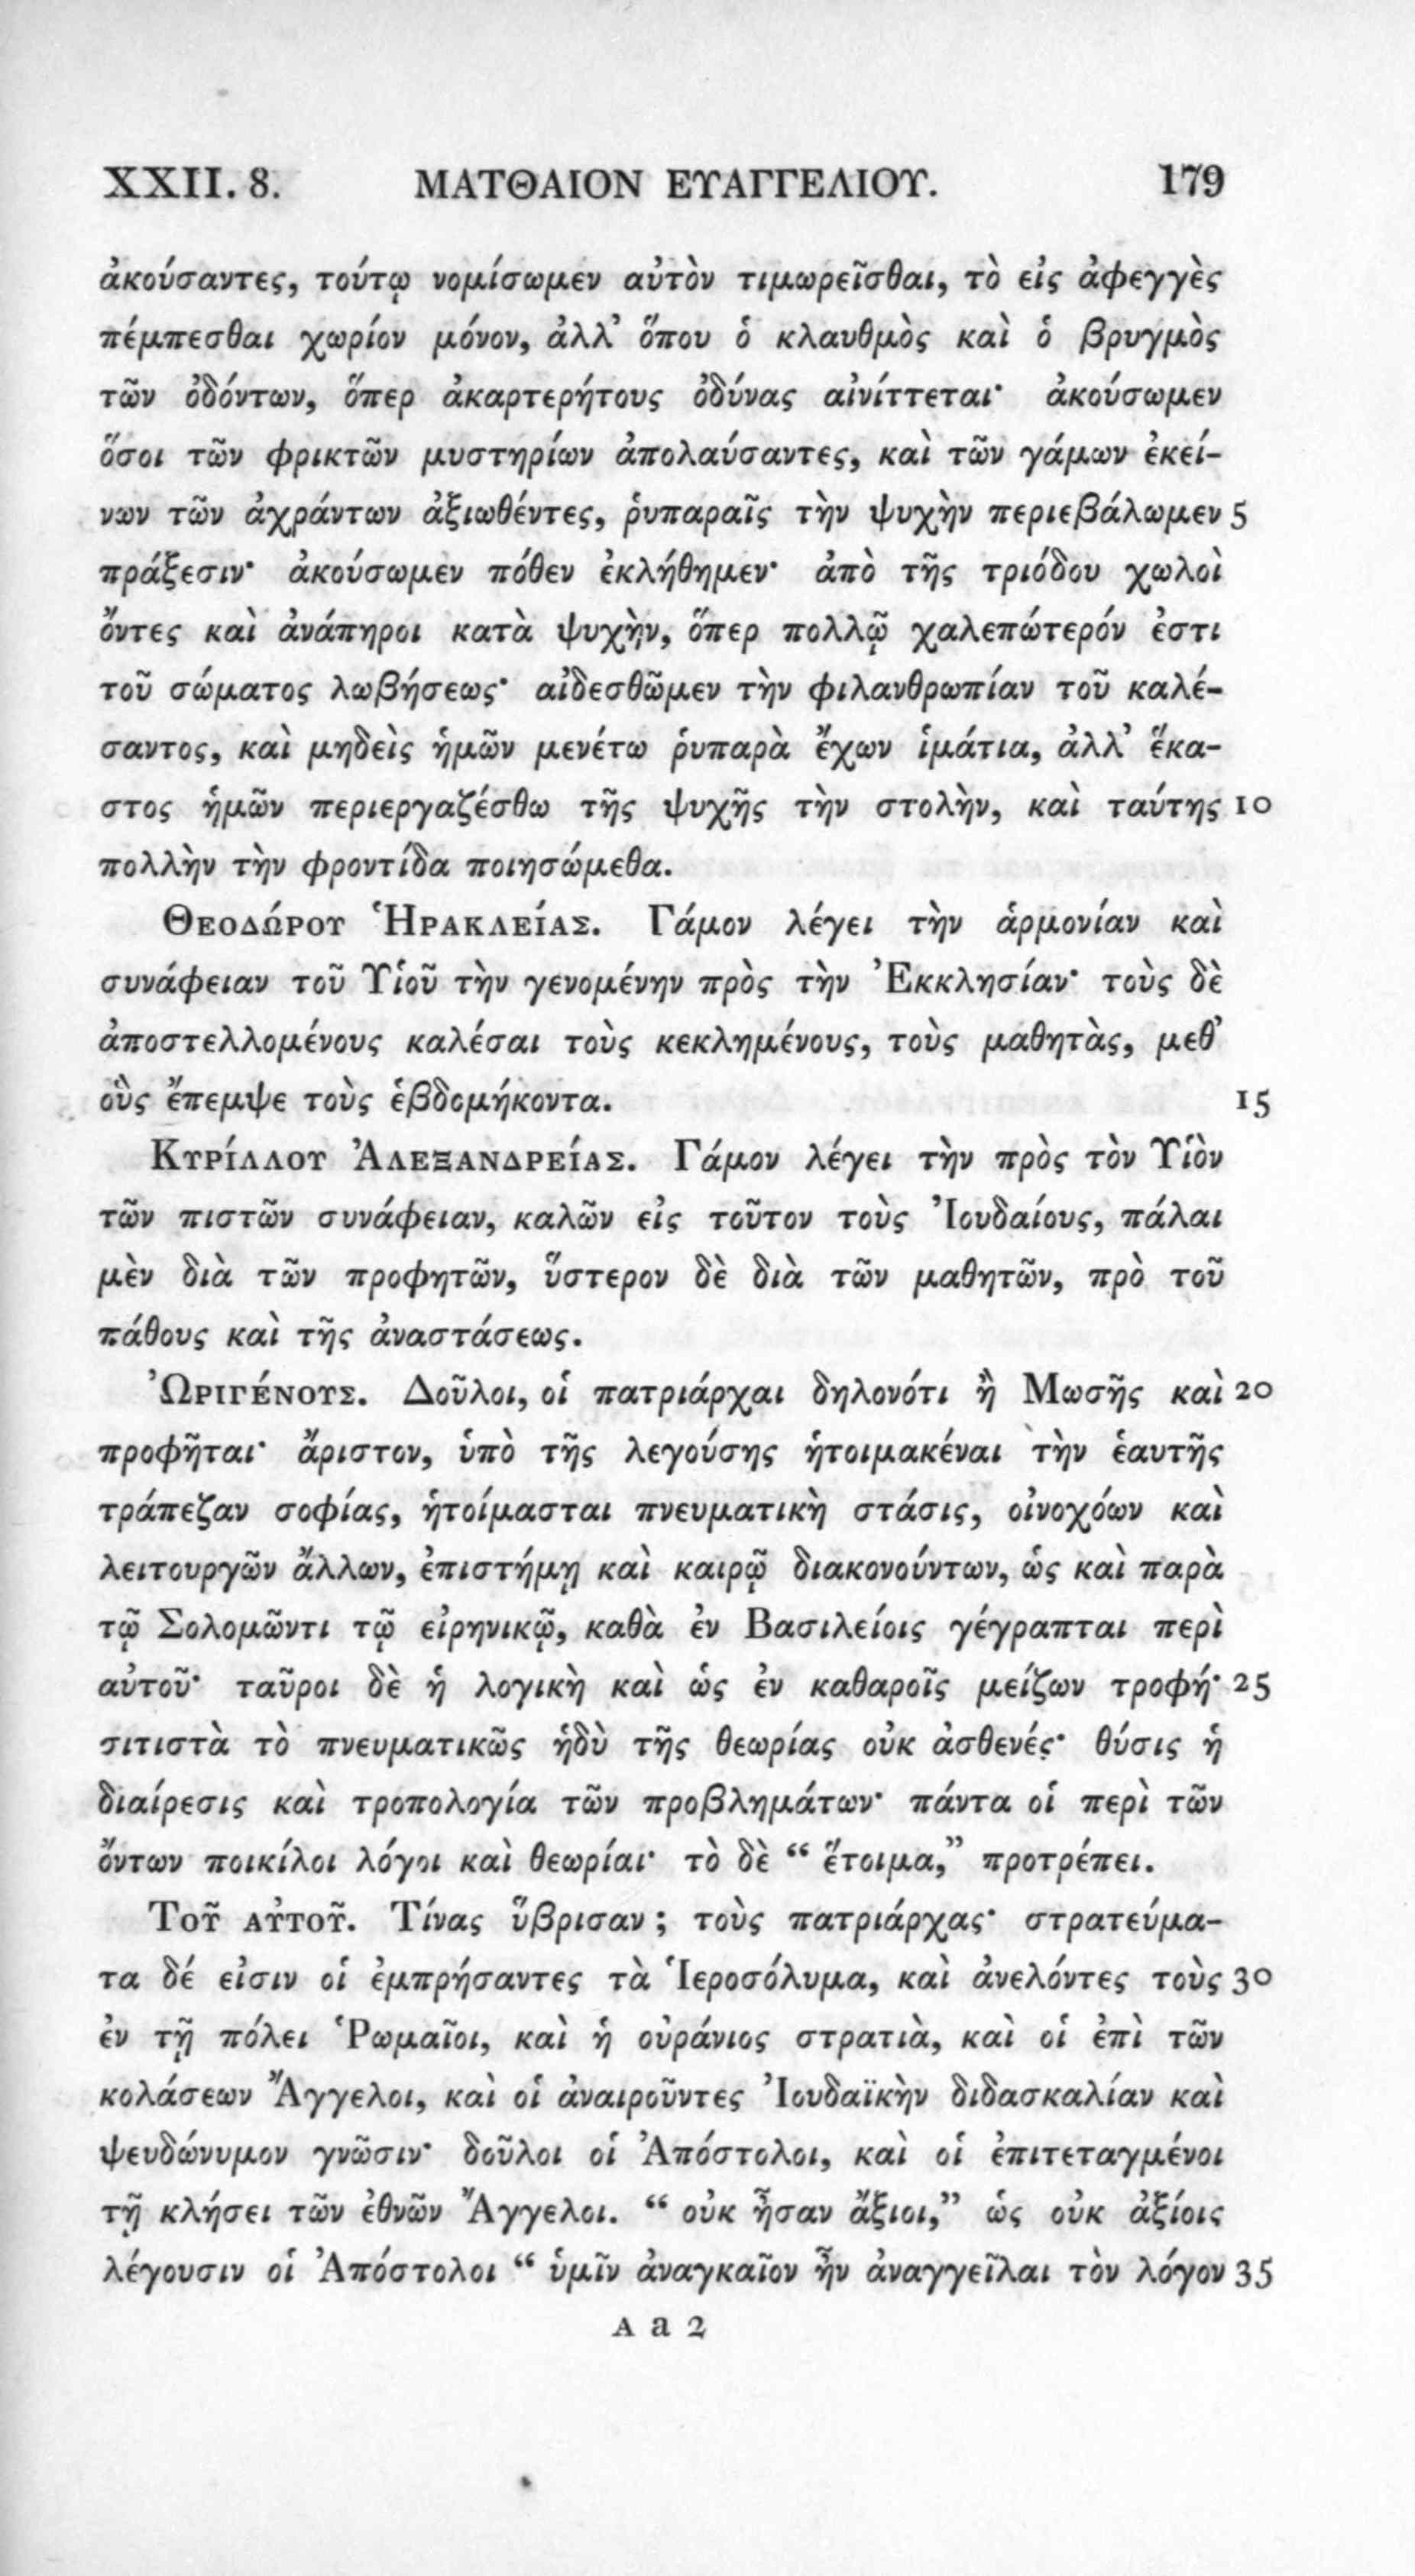 XXII. 8. ΜΑΤΘΑΙΟΝ ΕΥΑΓΓΕΛΙΟΥ. 179
ἀκούσαντες, τούτῳ νομίσωμεν αὐτὸν τιμωρεῖσθαι, τὸ εἰς ἀφεγγὲς
πέμπεσθαι χωρίον μόνον, ἀλλ’ ὅπου ὁ κλαυθμὸς καὶ ὁ βρυγμὸς
τῶν ὀδόντων, ὅπερ ἀκαρτερήτους ὀδύνας αἰνίττεται· ἀκούσωμεν
ὅσοι τῶν φρικτῶν μυστηρίων ἀπολαύσαντες, καὶ τῶν γάμων ἐκεί-
νων τῶν ἀχράντων ἀξιωθέντες, ῥυπαραῖς τὴν ψυχὴν περιεβάλωμεν 5
πράξεσιν· ἀκούσωμεν πόθεν ἐκλήθημεν· ἀπὸ τῆς τριόδου χωλοὶ
ὄντες καὶ ἀνάπηροι κατὰ ψυχὴν, ὅπερ πολλῷ χαλεπώτερόν ἐστι
τοῦ σώματος λωβήσεως· αἰδεσθῶμεν τὴν φιλανθρωπίαν τοῦ καλέ-
σαντος, καὶ μηδεὶς ἡμῶν μενέτω ῥυπαρὰ ἔχων ἱμάτια, ἀλλ’ ἕκα-
στος ἡμῶν περιεργαζέσθω τῆς ψυχῆς τὴν στολὴν, καὶ ταύτης 10
πολλὴν τὴν φροντίδα ποιησώμεθα.
ΘΕΟΔΏΡΟΥ ἩΡΑΚΛΕΊΑΣ. Γάμον λέγει τὴν ἁρμονίαν καὶ
συνάφειαν τοῦ Υἱοῦ τὴν γενομένην πρὸς τὴν Ἐκκλησίαν· τοὺς δὲ
ἀποστελλομένους καλέσαι τοὺς κεκλημένους, τοὺς μαθητὰς, μεθ’
οὓς ἔπεμψε τοὺς ἑβδομήκοντα. 15
ΚΥΡΊΛΛΟΥ ἈΛΕΞΑΝΔΡΕΊΑΣ. Γάμον λέγει τὴν πρὸς τὸν Υἱὸν
τῶν πιστῶν συνάφειαν, καλῶν εἰς τοῦτον τοὺς Ἰουδαίους, πάλαι
μὲν διὰ τῶν προφητῶν, ὕστερον δὲ διὰ τῶν μαθητῶν, πρὸ τοῦ
πάθους καὶ τῆς ἀναστάσεως.
ὨΡΙΓΈΝΟΥΣ. Δοῦλοι, οἱ πατριάρχαι δηλονότι ἢ Μωσῆς καὶ 20
προφῆται· ἄριστον, ὑπὸ τῆς λεγούσης ἡτοιμακέναι τὴν ἑαυτῆς
τράπεζαν σοφίας, ἡτοίμασται πνευματικὴ στάσις, οἰνοχόων καὶ
λειτουργῶν ἄλλων, ἐπιστήμῃ καὶ καιρῷ διακονούντων, ὡς καὶ παρὰ
τῷ Σολομῶντι τῷ εἰρηνικῷ, καθὰ ἐν Βασιλείοις γέγραπται περὶ
αὐτοῦ· ταῦροι δὲ ἡ λογικὴ καὶ ὡς ἐν καθαροῖς μείζων τροφή· 25
σιτιστὰ τὸ πνευματικῶς ἡδὺ τῆς θεωρίας οὐκ ἀσθενές· θύσις ἡ
διαίρεσις καὶ τροπολογία τῶν προβλημάτων· πάντα οἱ περὶ τῶν
ὄντων ποικίλοι λόγοι καὶ θεωρίαι· τὸ δὲ “ ἕτοιμα,” προτρέπει.
ΤΟΥ͂ ΑΥ̓ΤΟΥ͂. Τίνας ὕβρισαν ; τοὺς πατριάρχας· στρατεύμα-
τα δέ εἰσιν οἱ ἐμπρήσαντες τὰ Ἱεροσόλυμα, καὶ ἀνελόντες τοὺς 30
ἐν τῇ πόλει Ῥωμαῖοι, καὶ ἡ οὐράνιος στρατιὰ, καὶ οἱ ἐπὶ τῶν
κολάσεων Ἄγγελοι, καὶ οἱ ἀναιροῦντες Ἰουδαϊκὴν διδασκαλίαν καὶ
ψευδώνυμον γνῶσιν· δοῦλοι οἱ Ἀπόστολοι, καὶ οἱ ἐπιτεταγμένοι
τῇ κλήσει τῶν ἐθνῶν Ἄγγελοι. “ οὐκ ἦσαν ἄξιοι,” ὡς οὐκ ἀξίοις
λέγουσιν οἱ Ἀπόστολοι “ ὑμῖν ἀναγκαῖον ἦν ἀναγγεῖλαι τὸν λόγον 35
A a 2